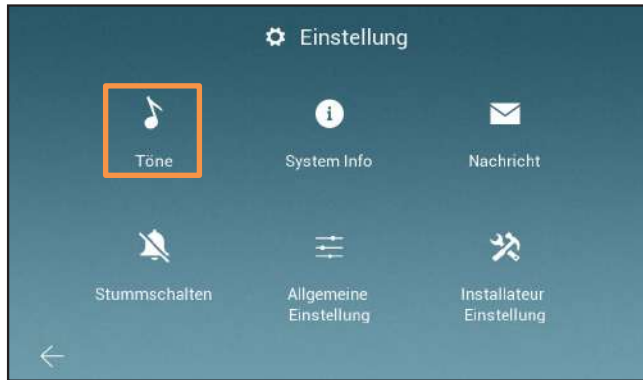 Einstellung
Töne
System Info
Nachricht
Stummschalten
Allgemeine
Einstellung
Installateur
Einstellung